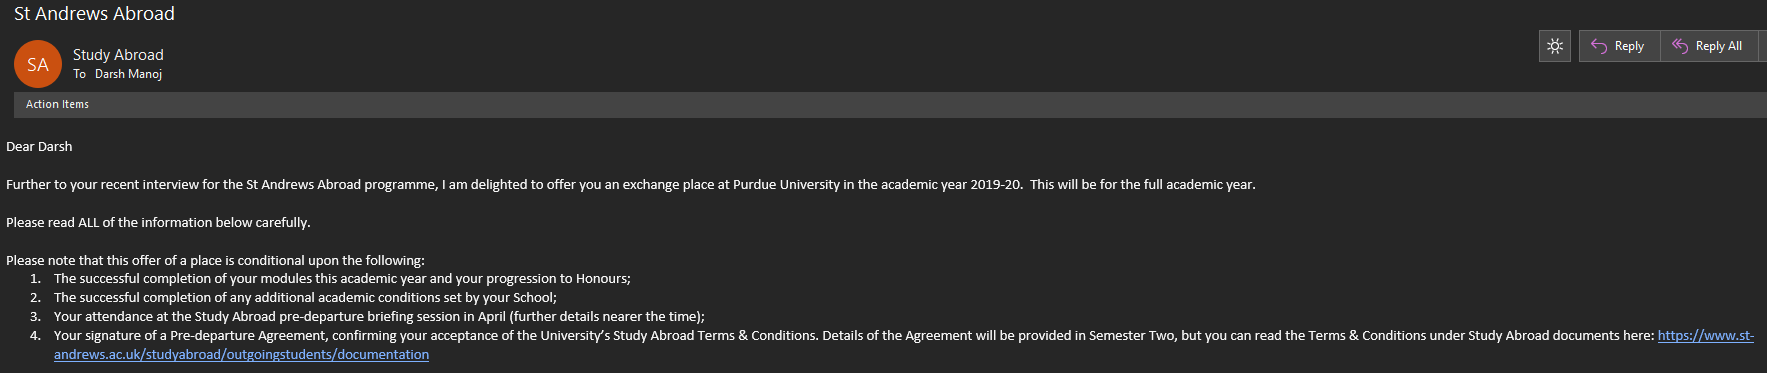 St Andrews Abroad
SA
Study Abroad
To Darsh Manoj
Reply
Reply All
Action Items
Dear Darsh
Further to your recent interview for the St Andrews Abroad programme, I am delighted to offer you an exchange place at Purdue University in the academic year 2019-20.  This will be for the full academic year.
Please read ALL of the information below carefully.
Please note that this offer of a place is conditional upon the following:
1. The successful completion of your modules this academic year and your progression to Honours;
2. The successful completion of any additional academic conditions set by your School;
3. Your attendance at the Study Abroad pre-departure briefing session in April (further details nearer the time);
4. Your signature of a Pre-departure Agreement, confirming your acceptance of the University’s Study Abroad Terms & Conditions. Details of the Agreement will be provided in Semester Two, but you can read the Terms & Conditions under Study Abroad documents here: https://www.st-
andrews.ac.uk/studyabroad/outgoingstudents/documentation